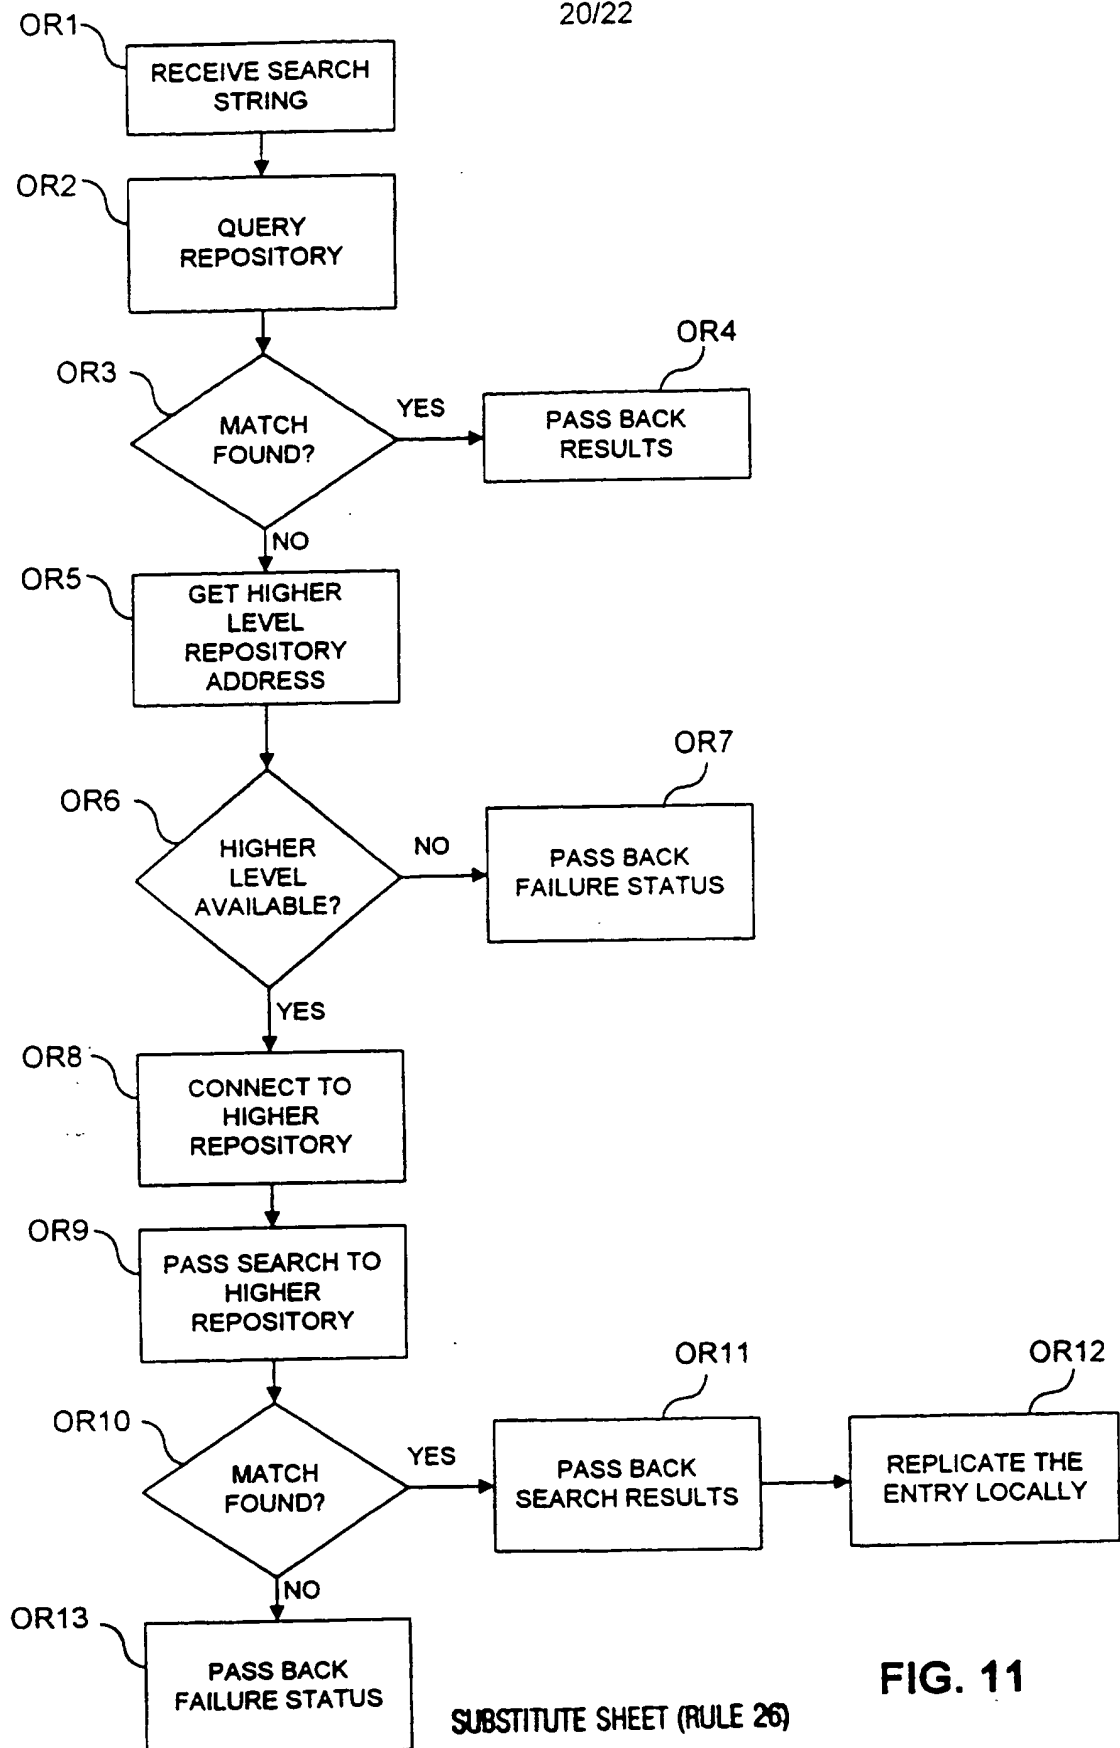 20/22
OR1
RECEIVE SEARCH
STRING
OR2
QUERY
REPOSITORY
OR3
MATCH
FOUND?
YES
OR4
PASS BACK
RESULTS
NO
OR5
GET HIGHER
LEVEL
REPOSITORY
ADDRESS
OR6
HIGHER
LEVEL
AVAILABLE?
NO
OR7
PASS BACK
FAILURE STATUS
YES
OR8
CONNECT TO
HIGHER
REPOSITORY
OR9
PASS SEARCH TO
HIGHER
REPOSITORY
OR10
MATCH
FOUND?
YES
OR11
PASS BACK
SEARCH RESULTS
OR12
REPLICATE THE
ENTRY LOCALLY
NO
OR13
PASS BACK
FAILURE STATUS
FIG. 11
SUBSTITUTE SHEET (RULE 26)